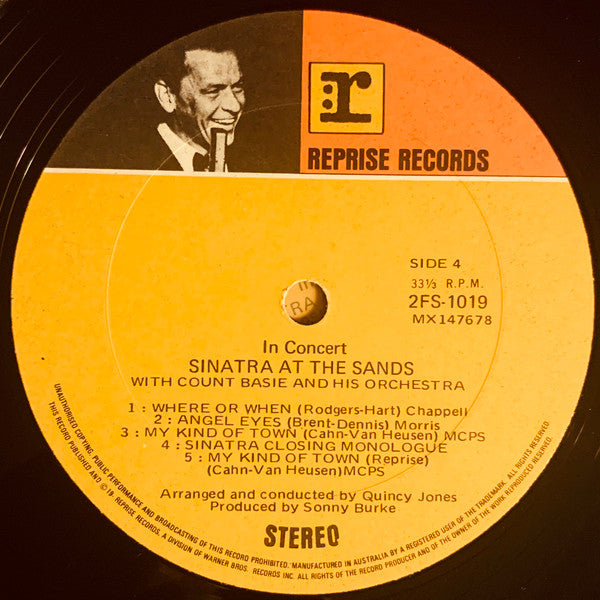 r
REPRISE RECORDS
SIDE 4
33⅓ R.P.M.
2FS-1019
MX147678
RA
In Concert
SINATRA AT THE SANDS
WITH COUNT BASIE AND HIS ORCHESTRA
1 : WHERE OR WHEN (Rodgers-Hart) Chappell
2 : ANGEL EYES (Brent-Dennis) Morris
3 : MY KIND OF TOWN (Cahn-Van Heusen) MCPS
4 : SINATRA CLOSING MONOLOGUE
5 : MY KIND OF TOWN (Reprise)
(Cahn-Van Heusen)MCPS
Arranged and conducted by Quincy Jones
Produced by Sonny Burke
STEREO
UNAUTHORISED COPYING, PUBLIC PERFORMANCE AND BROADCASTING OF THIS RECORD PROHIBITED. MANUFACTURED IN AUSTRALIA BY A REGISTERED USER OF THE TRADEMARK. ALL RIGHTS RESERVED.
THIS RECORD PUBLISHED AND ©19 REPRISE RECORDS, A DIVISION OF WARNER BROS. RECORDS INC. ALL RIGHTS OF THE RECORD PRODUCER AND OF THE OWNER OF THE WORK REPRODUCED RESERVED.